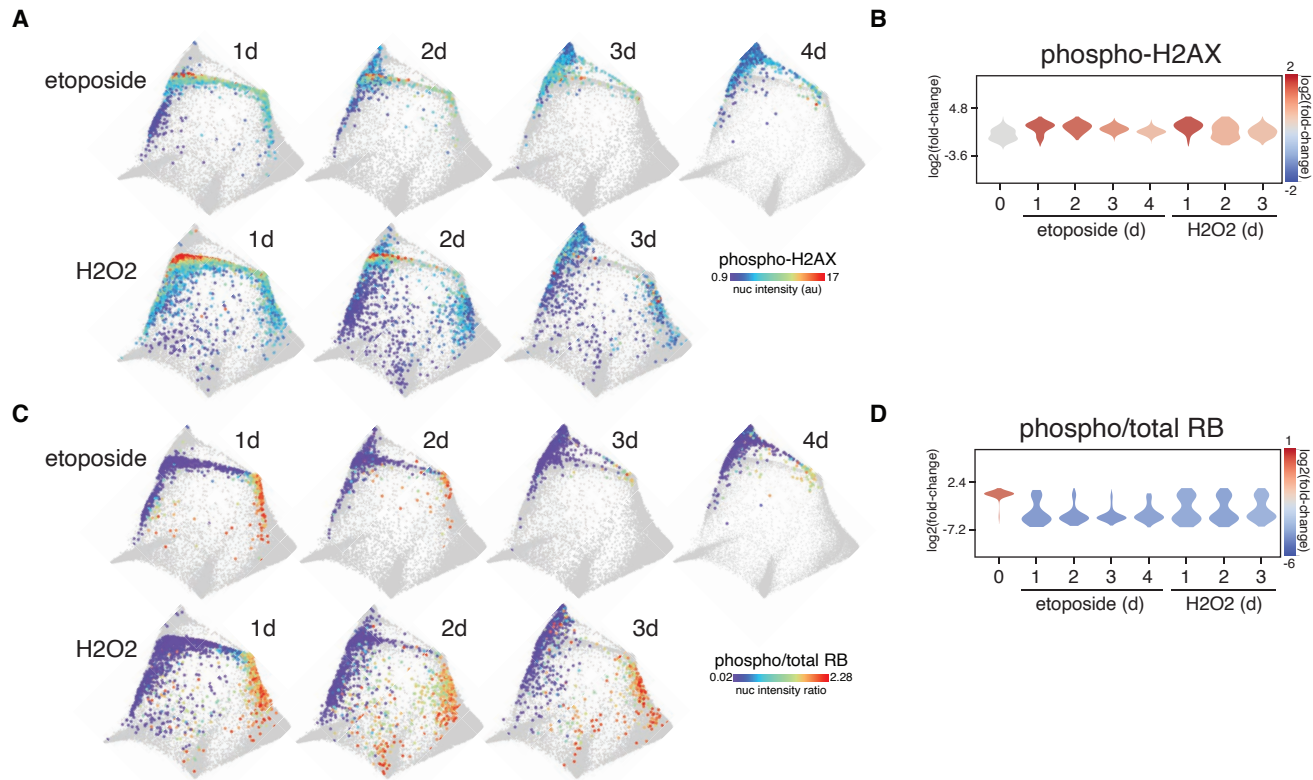 A
etoposide
1d
2d
3d
4d
H2O2
1d
2d
3d
phospho-H2AX
0.9
17
nuc intensity (au)
B
phospho-H2AX
log2(fold-change)
4.8
-3.6
0
1
2
3
4
1
2
3
etoposide (d)
H2O2 (d)
2
log2(fold-change)
-2
C
etoposide
1d
2d
3d
4d
H2O2
1d
2d
3d
phospho/total RB
0.02
2.28
nuc intensity ratio
D
phospho/total RB
log2(fold-change)
2.4
-7.2
0
1
2
3
4
1
2
3
etoposide (d)
H2O2 (d)
1
log2(fold-change)
-6